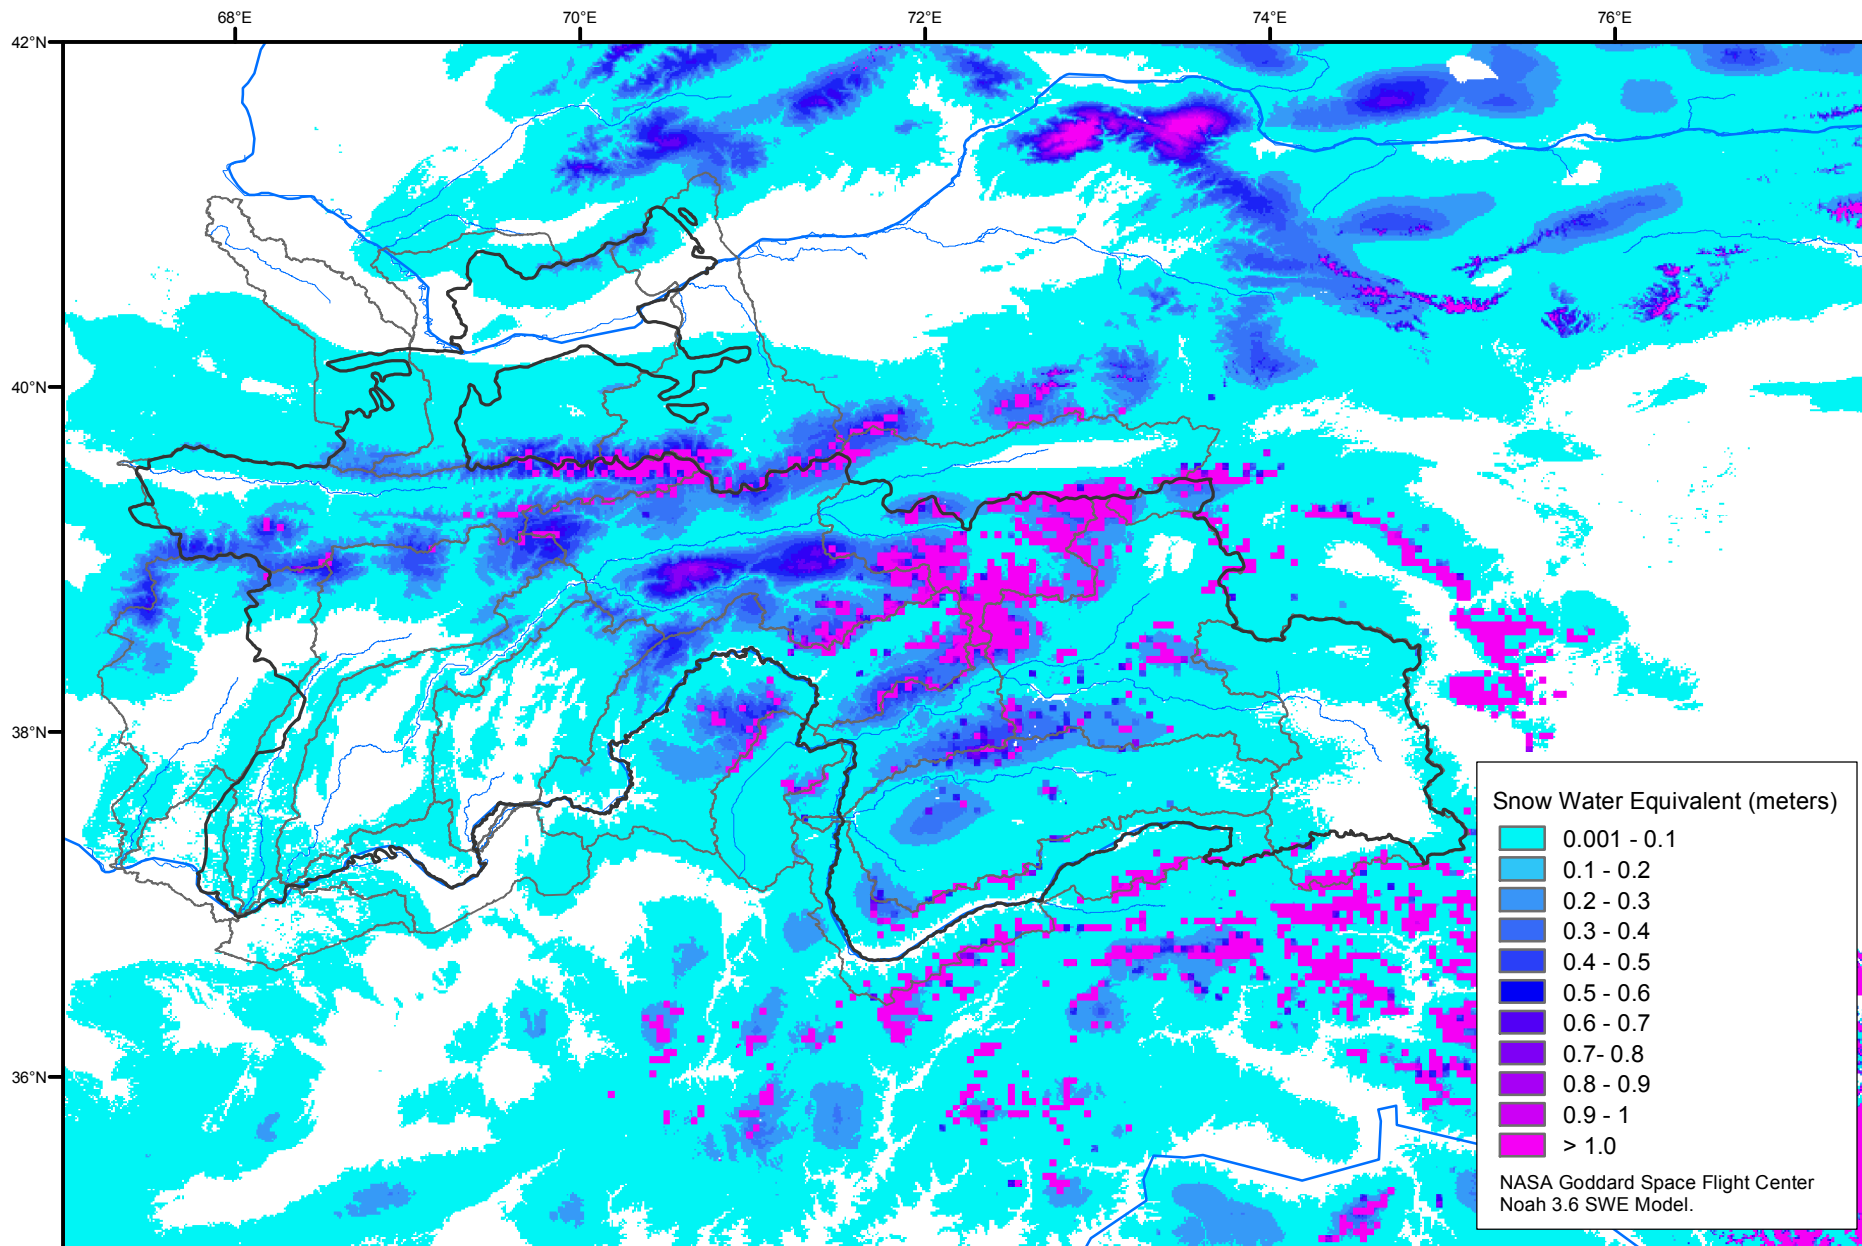 68°E 70°E 72°E 74°E 76°E
42°N
40°N
38°N
36°N
Snow Water Equivalent (meters)
0.001 - 0.1
0.1 - 0.2
0.2 - 0.3
0.3 - 0.4
0.4 - 0.5
0.5 - 0.6
0.6 - 0.7
0.7- 0.8
0.8 - 0.9
0.9 - 1
> 1.0
NASA Goddard Space Flight Center
Noah 3.6 SWE Model.